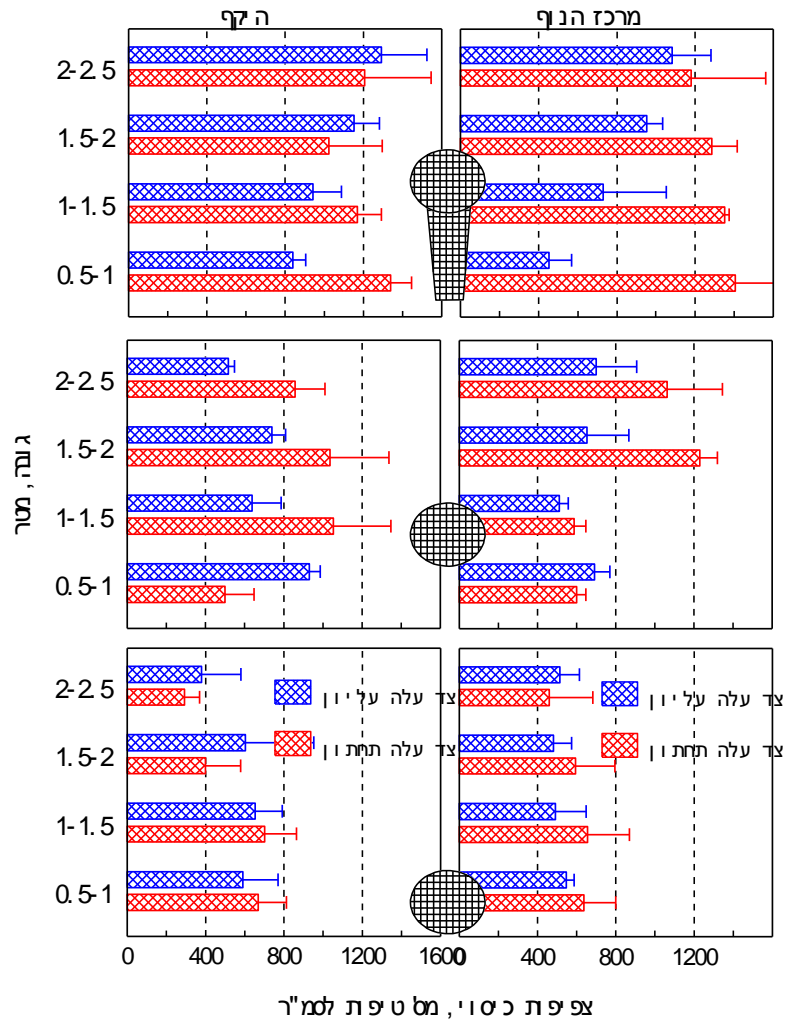 היקף
מרכז הנוף
2-2.5
1.5-2
1-1.5
0.5-1
גובה, מטר
2-2.5
1.5-2
1-1.5
0.5-1
2-2.5
1.5-2
1-1.5
0.5-1
צד עלה עליון
צד עלה תחתון
צד עלה עליון
צד עלה תחתון
0 400 800 1200 1600
0 400 800 1200
צפיפות כיסוי, מס' טיפות לסמ"ר